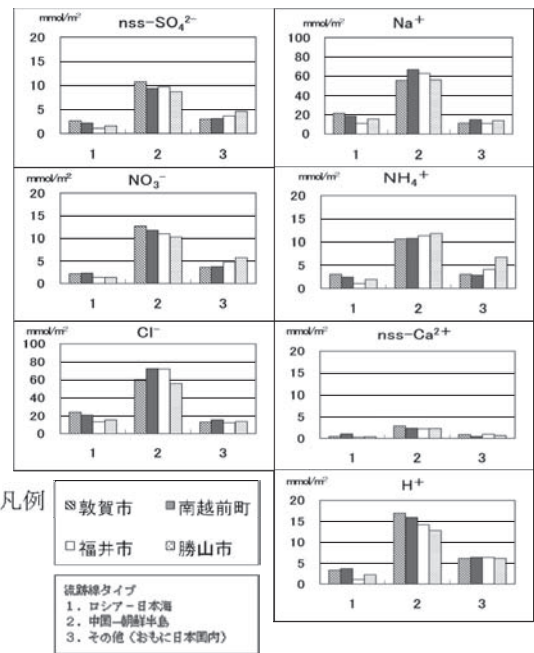 mmol/m² nss-SO₄²⁻
20
15
10
5
0
1 2 3
mmol/m² Na⁺
100
80
60
40
20
0
1 2 3
mmol/m² NO₃⁻
20
15
10
5
0
1 2 3
mmol/m² NH₄⁺
20
15
10
5
0
1 2 3
mmol/m² Cl⁻
100
80
60
40
20
0
1 2 3
mmol/m² nss-Ca²⁺
20
15
10
5
0
1 2 3
mmol/m² H⁺
20
15
10
5
0
1 2 3
凡例
敦賀市 南越前町
福井市 勝山市
流跡線タイプ
1. ロシア－日本海
2. 中国―朝鮮半島
3. その他（おもに日本国内）